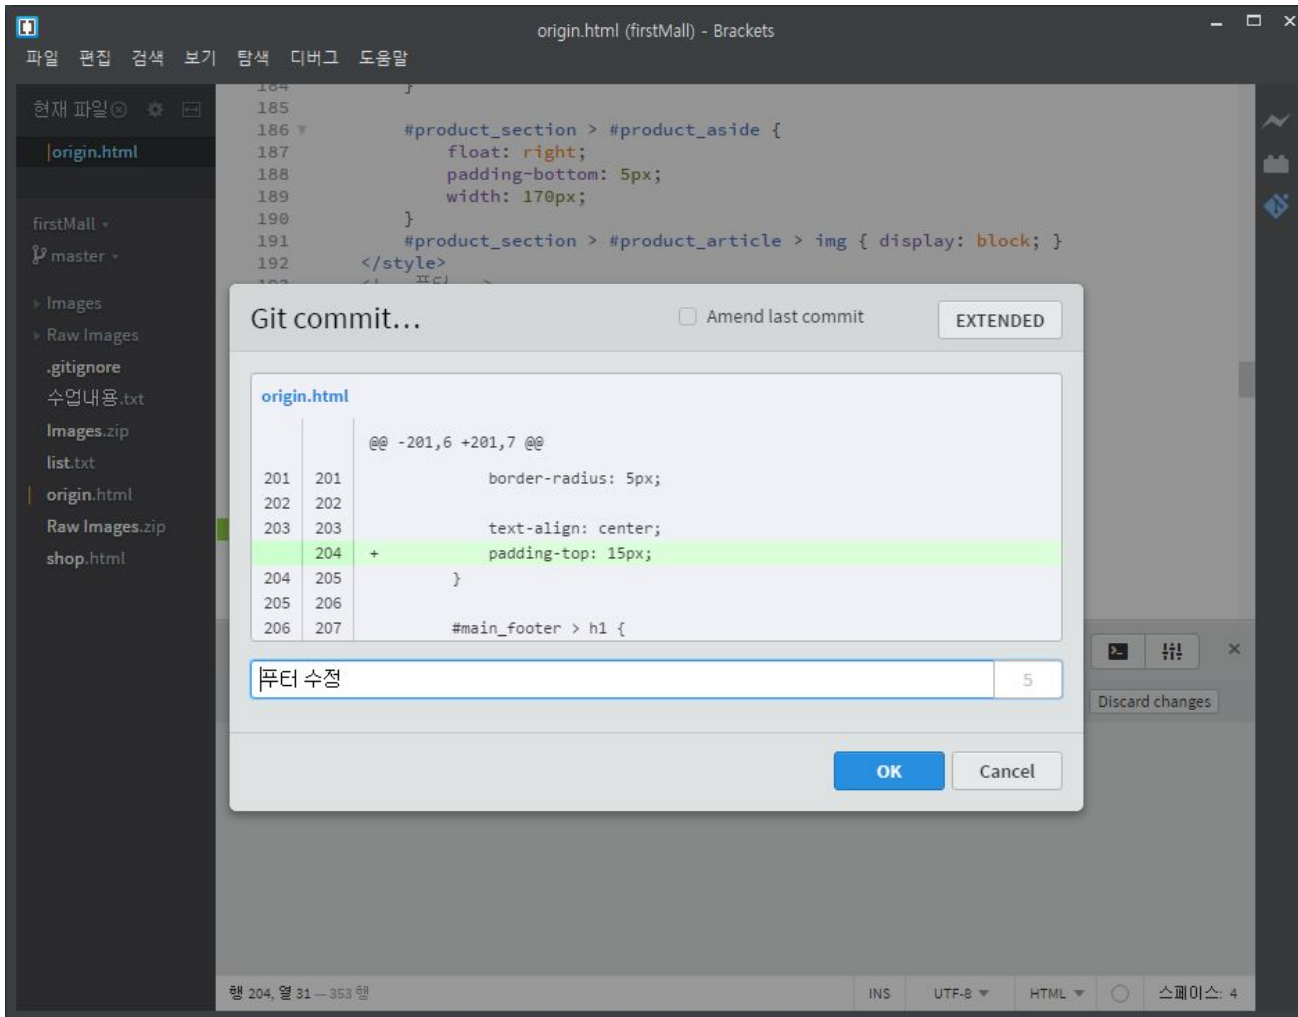 origin.html (firstMall) - Brackets
파일 편집 검색 보기 탐색 디버그 도움말
현재 파일
origin.html
firstMall
master
Images
Raw Images
.gitignore
수업내용.txt
Images.zip
list.txt
origin.html
Raw Images.zip
shop.html
184 }
185
186 #product_section > #product_aside {
187 float: right;
188 padding-bottom: 5px;
189 width: 170px;
190 }
191 #product_section > #product_article > img { display: block; }
192 </style>
Git commit...
Amend last commit
EXTENDED
origin.html
@@ -201,6 +201,7 @@
201 201 border-radius: 5px;
202 202
203 203 text-align: center;
204 + padding-top: 15px;
204 205 }
205 206
206 207 #main_footer > h1 {
푸터 수정
5
Discard changes
OK
Cancel
행 204, 열 31 — 353 행
INS
UTF-8
HTML
스페이스: 4